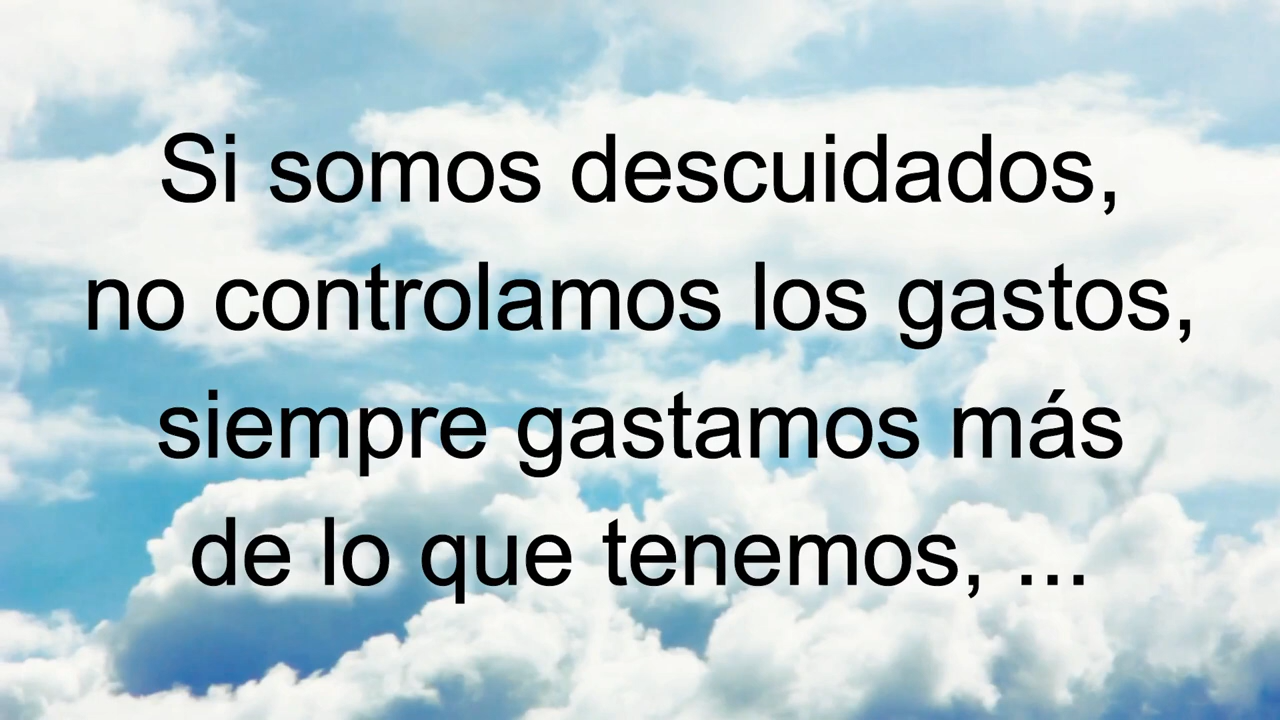 Si somos descuidados,
no controlamos los gastos,
siempre gastamos más
de lo que tenemos, ...